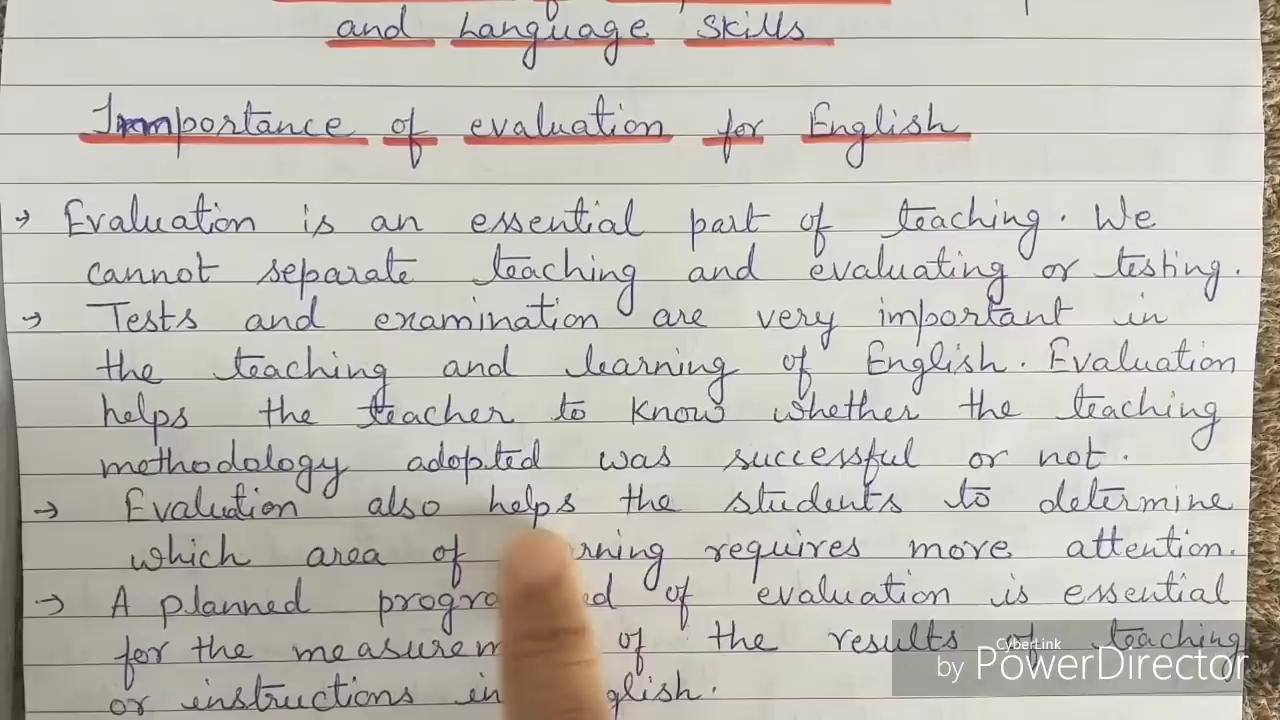 and Language Skills
Importance of evaluation for English
→ Evaluation is an essential part of teaching. We
cannot separate teaching and evaluating or testing.
→ Tests and examination are very important in
the teaching and learning of English. Evaluation
helps the teacher to know whether the teaching
methodology adopted was successful or not.
→ Evaluation also helps the students to determine
which area of rning requires more attention.
→ A planned progra ed of evaluation is essential
for the measurem of the results of teaching
or instructions in glish.
CyberLink
by PowerDirector